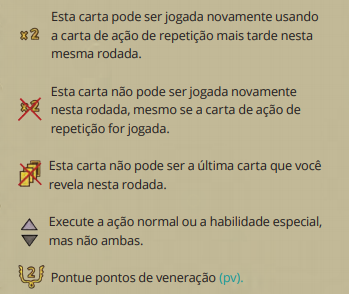 x2 Esta carta pode ser jogada novamente usando
a carta de ação de repetição mais tarde nesta
mesma rodada.
x2 Esta carta não pode ser jogada novamente
nesta rodada, mesmo se a carta de ação de
repetição for jogada.
Esta carta não pode ser a última carta que você
revela nesta rodada.
Execute a ação normal ou a habilidade especial,
mas não ambas.
2 Pontue pontos de veneração (pv).